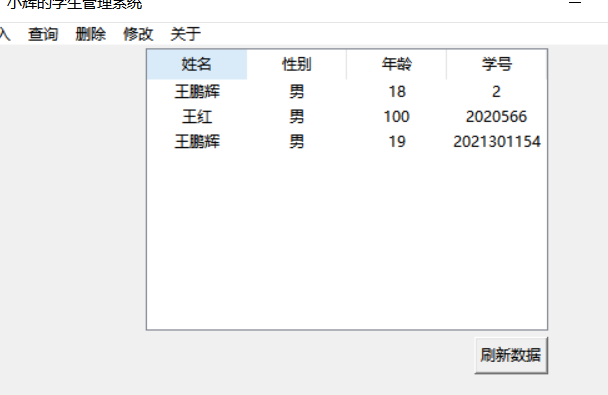 小辉的学生管理系统
入 查询 删除 修改 关于
姓名 性别 年龄 学号
王鹏辉 男 18 2
王红 男 100 2020566
王鹏辉 男 19 2021301154
刷新数据